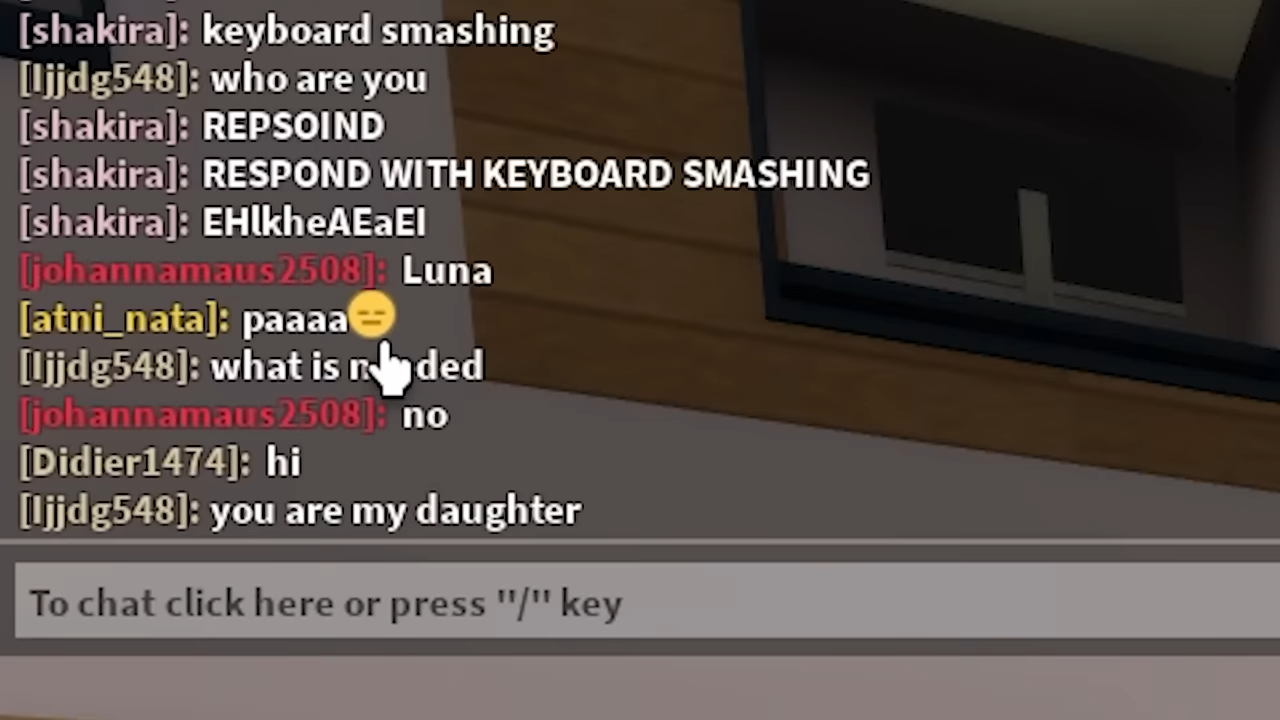 [shakira]: keyboard smashing
[Ijjdg548]: who are you
[shakira]: REPSOIND
[shakira]: RESPOND WITH KEYBOARD SMASHING
[shakira]: EHlkheAEaEI
[johannamaus2508]: Luna
[atni_nata]: paaaa😑
[Ijjdg548]: what is
[johannamaus2508]: no
[Didier1474]: hi
[Ijjdg548]: you are my daughter
To chat click here or press "/" key